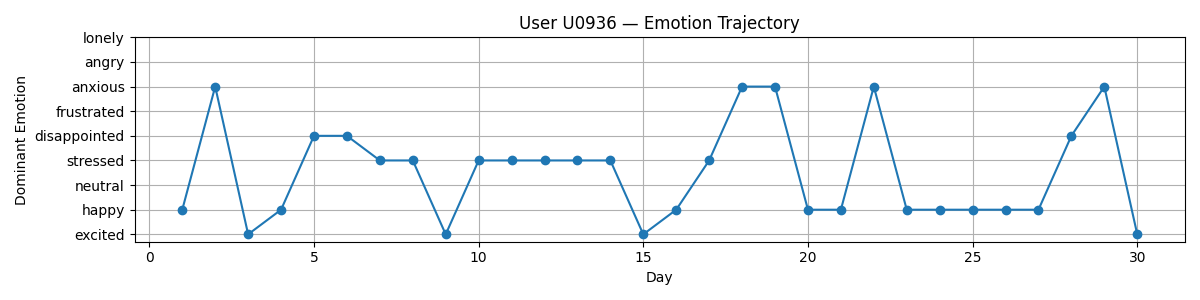 User U0936 — Emotion Trajectory
Dominant Emotion
lonely
angry
anxious
frustrated
disappointed
stressed
neutral
happy
excited
0 5 10 15 20 25 30
Day